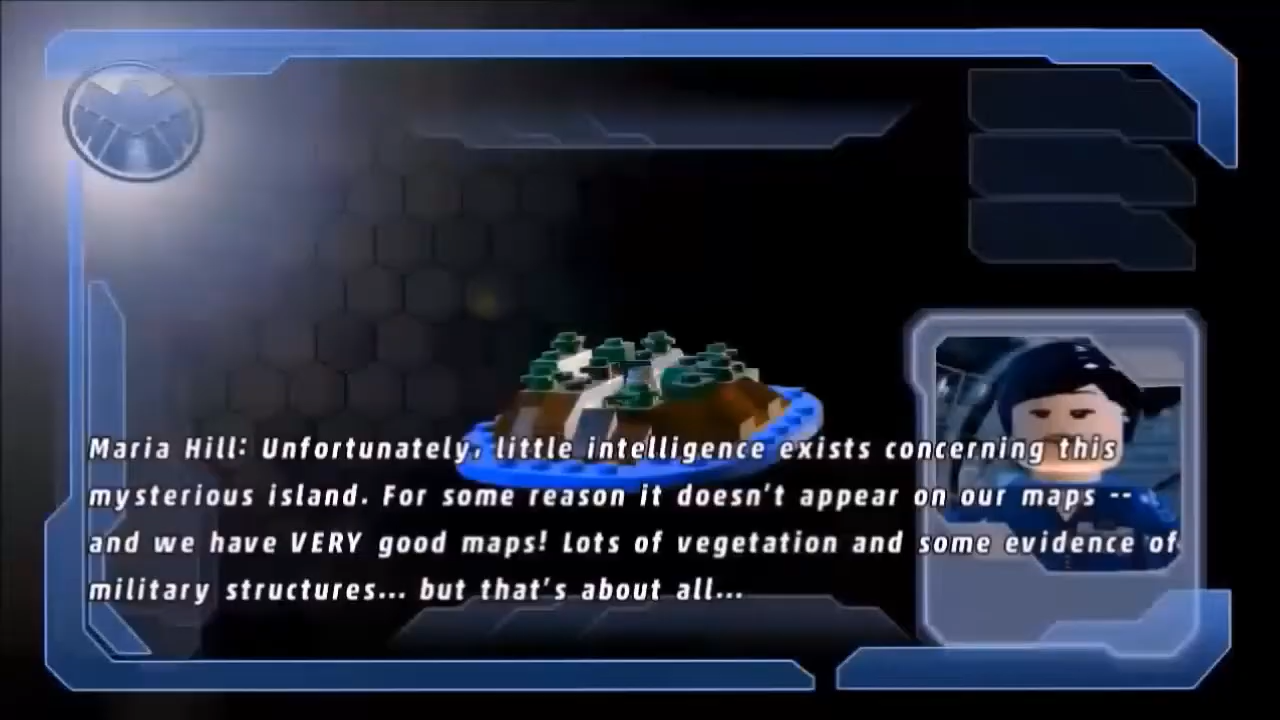 Maria Hill: Unfortunately, little intelligence exists concerning this
mysterious island. For some reason it doesn't appear on our maps --
and we have VERY good maps! Lots of vegetation and some evidence of
military structures... but that's about all...